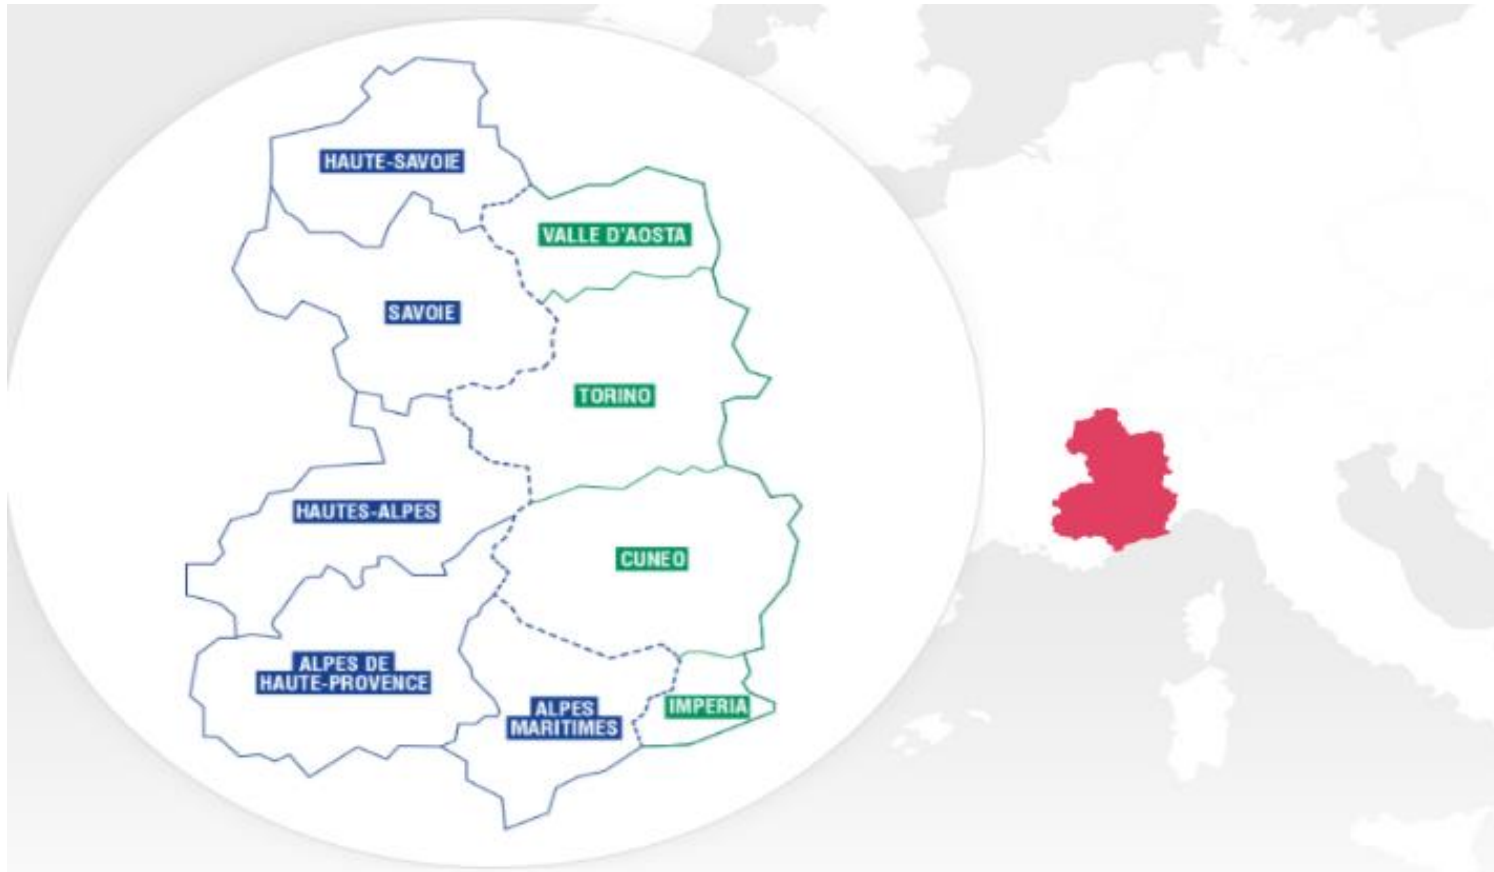 HAUTE-SAVOIE
VALLE D'AOSTA
SAVOIE
TORINO
HAUTES-ALPES
CUNEO
ALPES DE
HAUTE-PROVENCE
ALPES
MARITIMES
IMPERIA